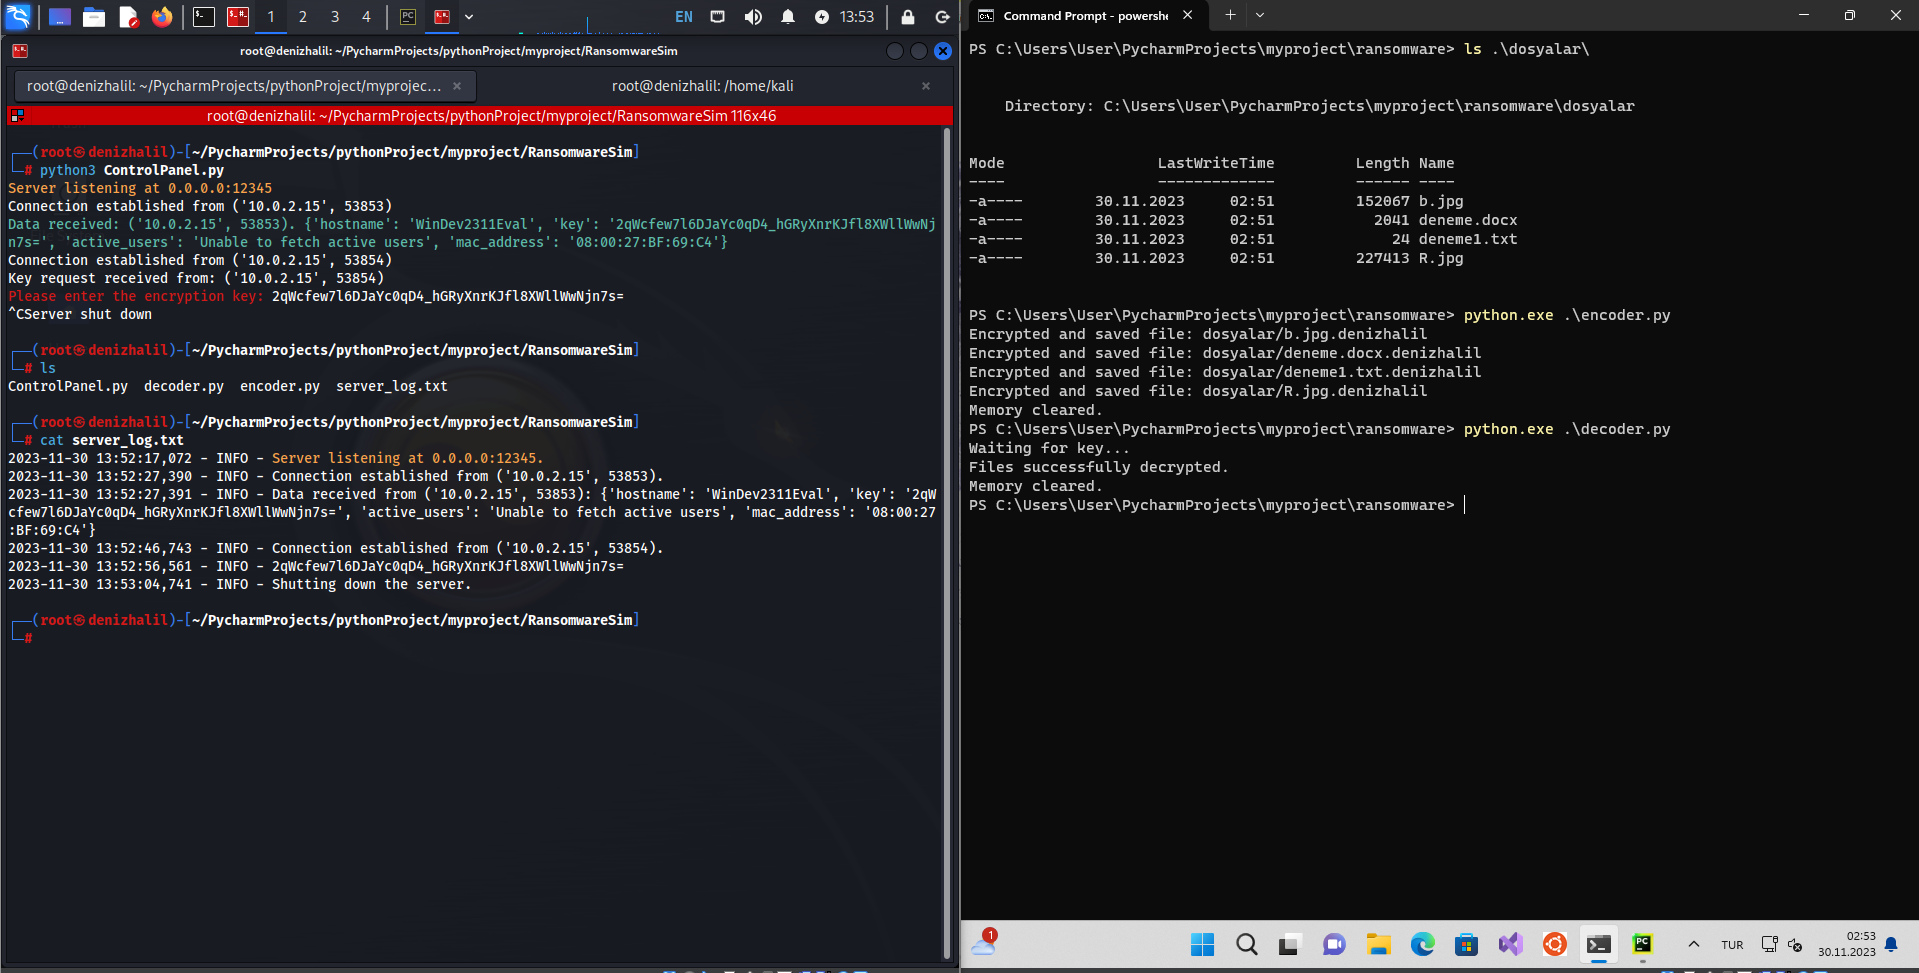 1 2 3 4 EN 13:53
root@denizhalil: ~/PycharmProjects/pythonProject/myproject/RansomwareSim
root@denizhalil: ~/PycharmProjects/pythonProject/myprojec... × root@denizhalil: /home/kali ×
root@denizhalil: ~/PycharmProjects/pythonProject/myproject/RansomwareSim 116x46
(root㉿denizhalil)-[~/PycharmProjects/pythonProject/myproject/RansomwareSim]
# python3 ControlPanel.py
Server listening at 0.0.0.0:12345
Connection established from ('10.0.2.15', 53853)
Data received: ('10.0.2.15', 53853). {'hostname': 'WinDev2311Eval', 'key': '2qWcfew7l6DJaYc0qD4_hGRyXnrKJfl8XWllWwNj
n7s=', 'active_users': 'Unable to fetch active users', 'mac_address': '08:00:27:BF:69:C4'}
Connection established from ('10.0.2.15', 53854)
Key request received from: ('10.0.2.15', 53854)
Please enter the encryption key: 2qWcfew7l6DJaYc0qD4_hGRyXnrKJfl8XWllWwNjn7s=
^CServer shut down
(root㉿denizhalil)-[~/PycharmProjects/pythonProject/myproject/RansomwareSim]
# ls
ControlPanel.py decoder.py encoder.py server_log.txt
(root㉿denizhalil)-[~/PycharmProjects/pythonProject/myproject/RansomwareSim]
# cat server_log.txt
2023-11-30 13:52:17,072 - INFO - Server listening at 0.0.0.0:12345.
2023-11-30 13:52:27,390 - INFO - Connection established from ('10.0.2.15', 53853).
2023-11-30 13:52:27,391 - INFO - Data received from ('10.0.2.15', 53853): {'hostname': 'WinDev2311Eval', 'key': '2qW
cfew7l6DJaYc0qD4_hGRyXnrKJfl8XWllWwNjn7s=', 'active_users': 'Unable to fetch active users', 'mac_address': '08:00:27
:BF:69:C4'}
2023-11-30 13:52:46,743 - INFO - Connection established from ('10.0.2.15', 53854).
2023-11-30 13:52:56,561 - INFO - 2qWcfew7l6DJaYc0qD4_hGRyXnrKJfl8XWllWwNjn7s=
2023-11-30 13:53:04,741 - INFO - Shutting down the server.
(root㉿denizhalil)-[~/PycharmProjects/pythonProject/myproject/RansomwareSim]
#
Command Prompt - powershe
PS C:\Users\User\PycharmProjects\myproject\ransomware> ls .\dosyalar\
Directory: C:\Users\User\PycharmProjects\myproject\ransomware\dosyalar
Mode LastWriteTime Length Name
---- ------------- ------ ----
-a---- 30.11.2023 02:51 152067 b.jpg
-a---- 30.11.2023 02:51 2041 deneme.docx
-a---- 30.11.2023 02:51 24 deneme1.txt
-a---- 30.11.2023 02:51 227413 R.jpg
PS C:\Users\User\PycharmProjects\myproject\ransomware> python.exe .\encoder.py
Encrypted and saved file: dosyalar/b.jpg.denizhalil
Encrypted and saved file: dosyalar/deneme.docx.denizhalil
Encrypted and saved file: dosyalar/deneme1.txt.denizhalil
Encrypted and saved file: dosyalar/R.jpg.denizhalil
Memory cleared.
PS C:\Users\User\PycharmProjects\myproject\ransomware> python.exe .\decoder.py
Waiting for key...
Files successfully decrypted.
Memory cleared.
PS C:\Users\User\PycharmProjects\myproject\ransomware>
1
TUR
02:53
30.11.2023